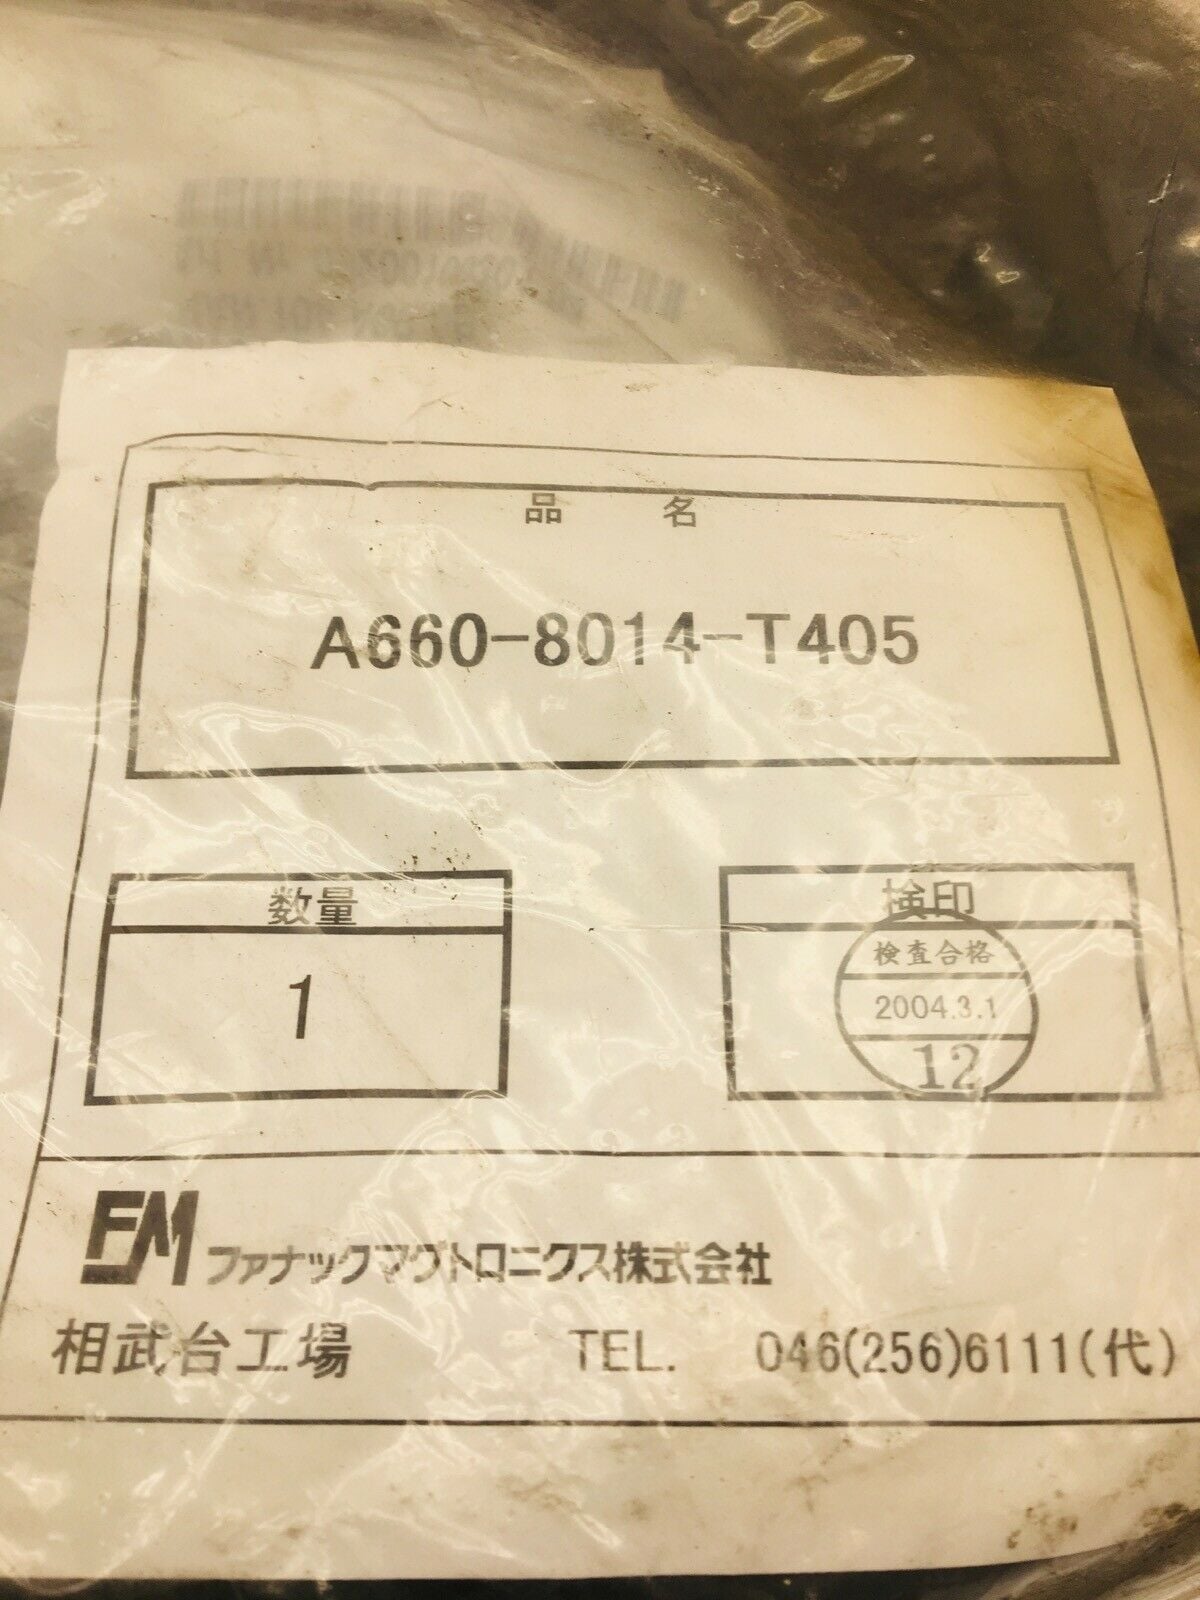 品名
A660-8014-T405
数量
1
検印
検査合格
2004.3.1
12
FM ファナックマグトロニクス株式会社
相武台工場 TEL. 046(256)6111(代)